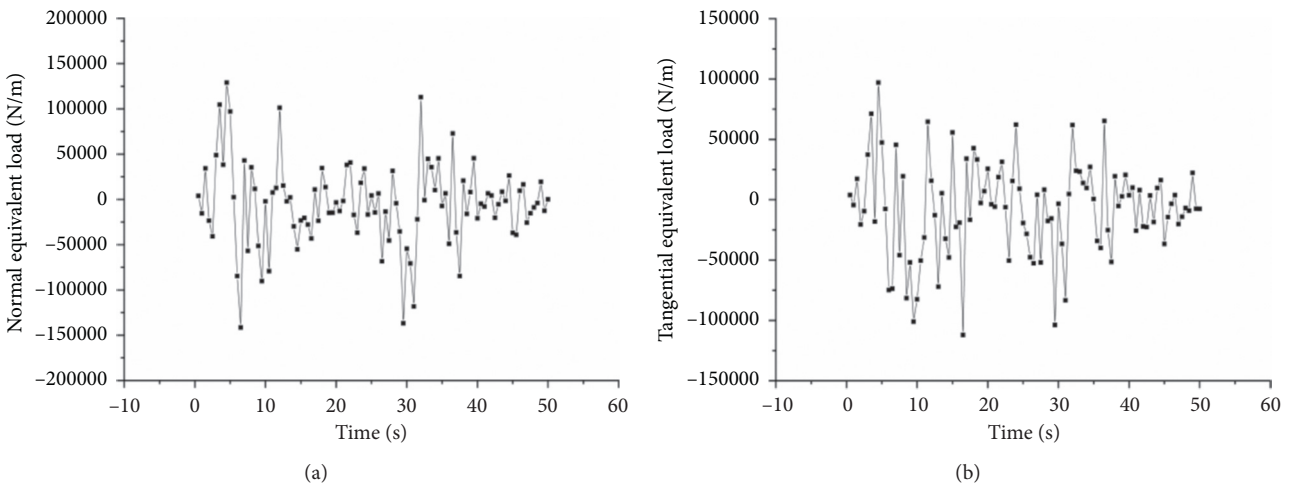 200000
150000
100000
50000
0
–50000
–100000
–150000
–200000
Normal equivalent load (N/m)
–10 0 10 20 30 40 50 60
Time (s)
(a)
150000
100000
50000
0
–50000
–100000
–150000
Tangential equivalent load (N/m)
–10 0 10 20 30 40 50 60
Time (s)
(b)